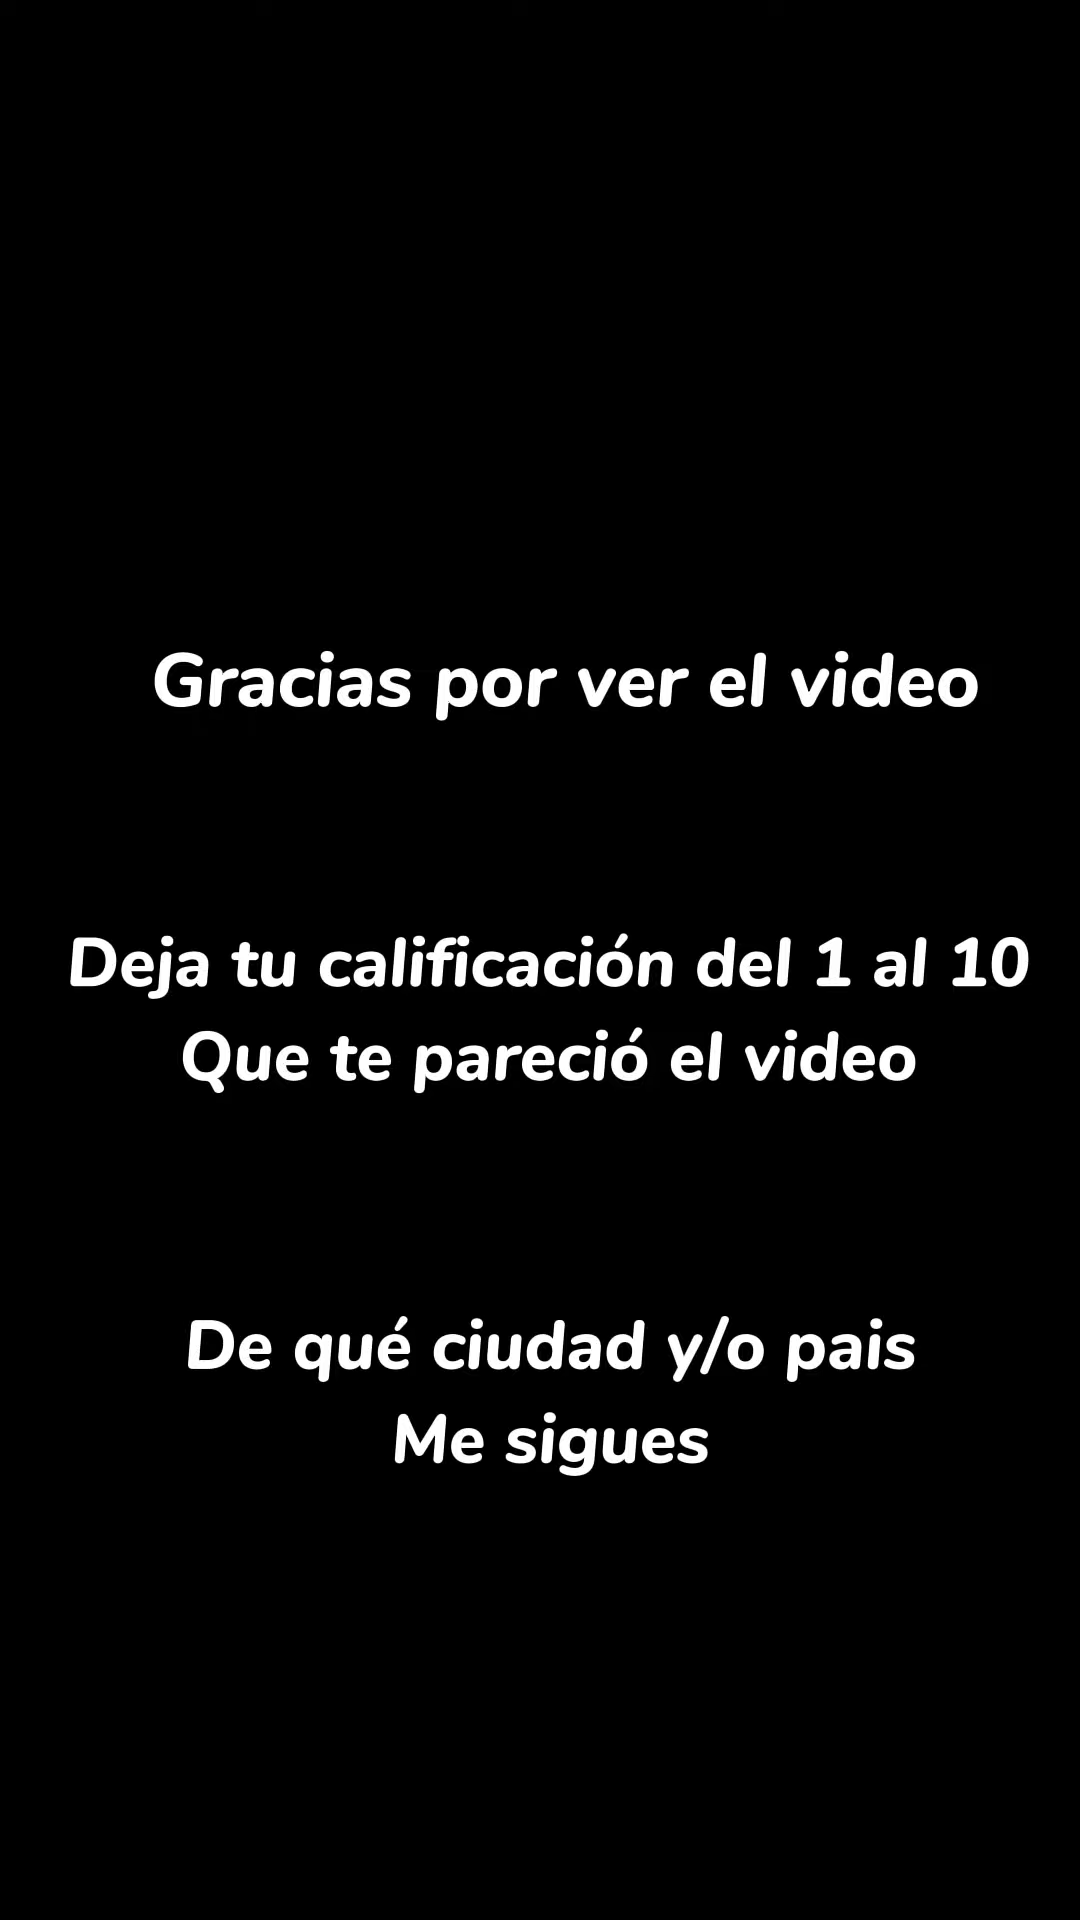 Gracias por ver el video
Deja tu calificación del 1 al 10
Que te pareció el video
De qué ciudad y/o pais
Me sigues